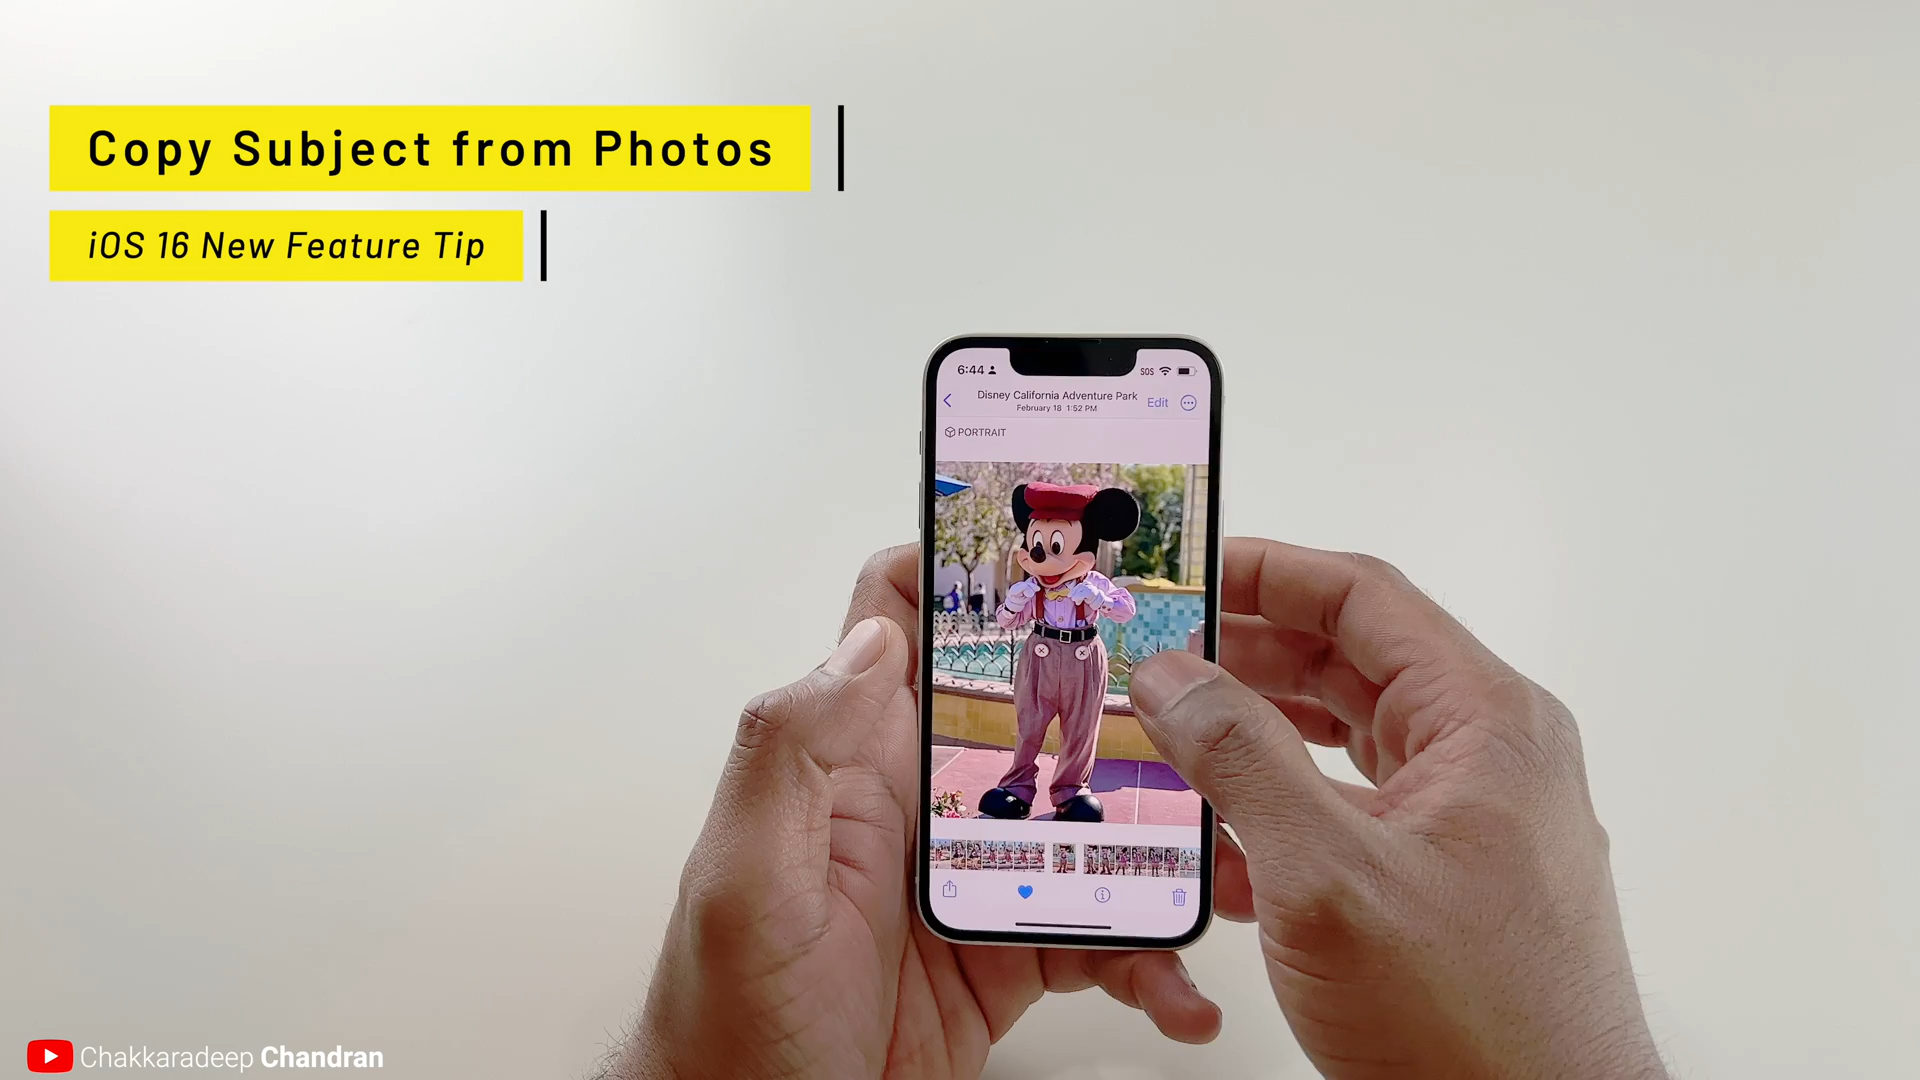 Copy Subject from Photos
iOS 16 New Feature Tip
6:44
SOS
Disney California Adventure Park
February 18 1:52 PM
Edit
PORTRAIT
Chakkaradeep Chandran